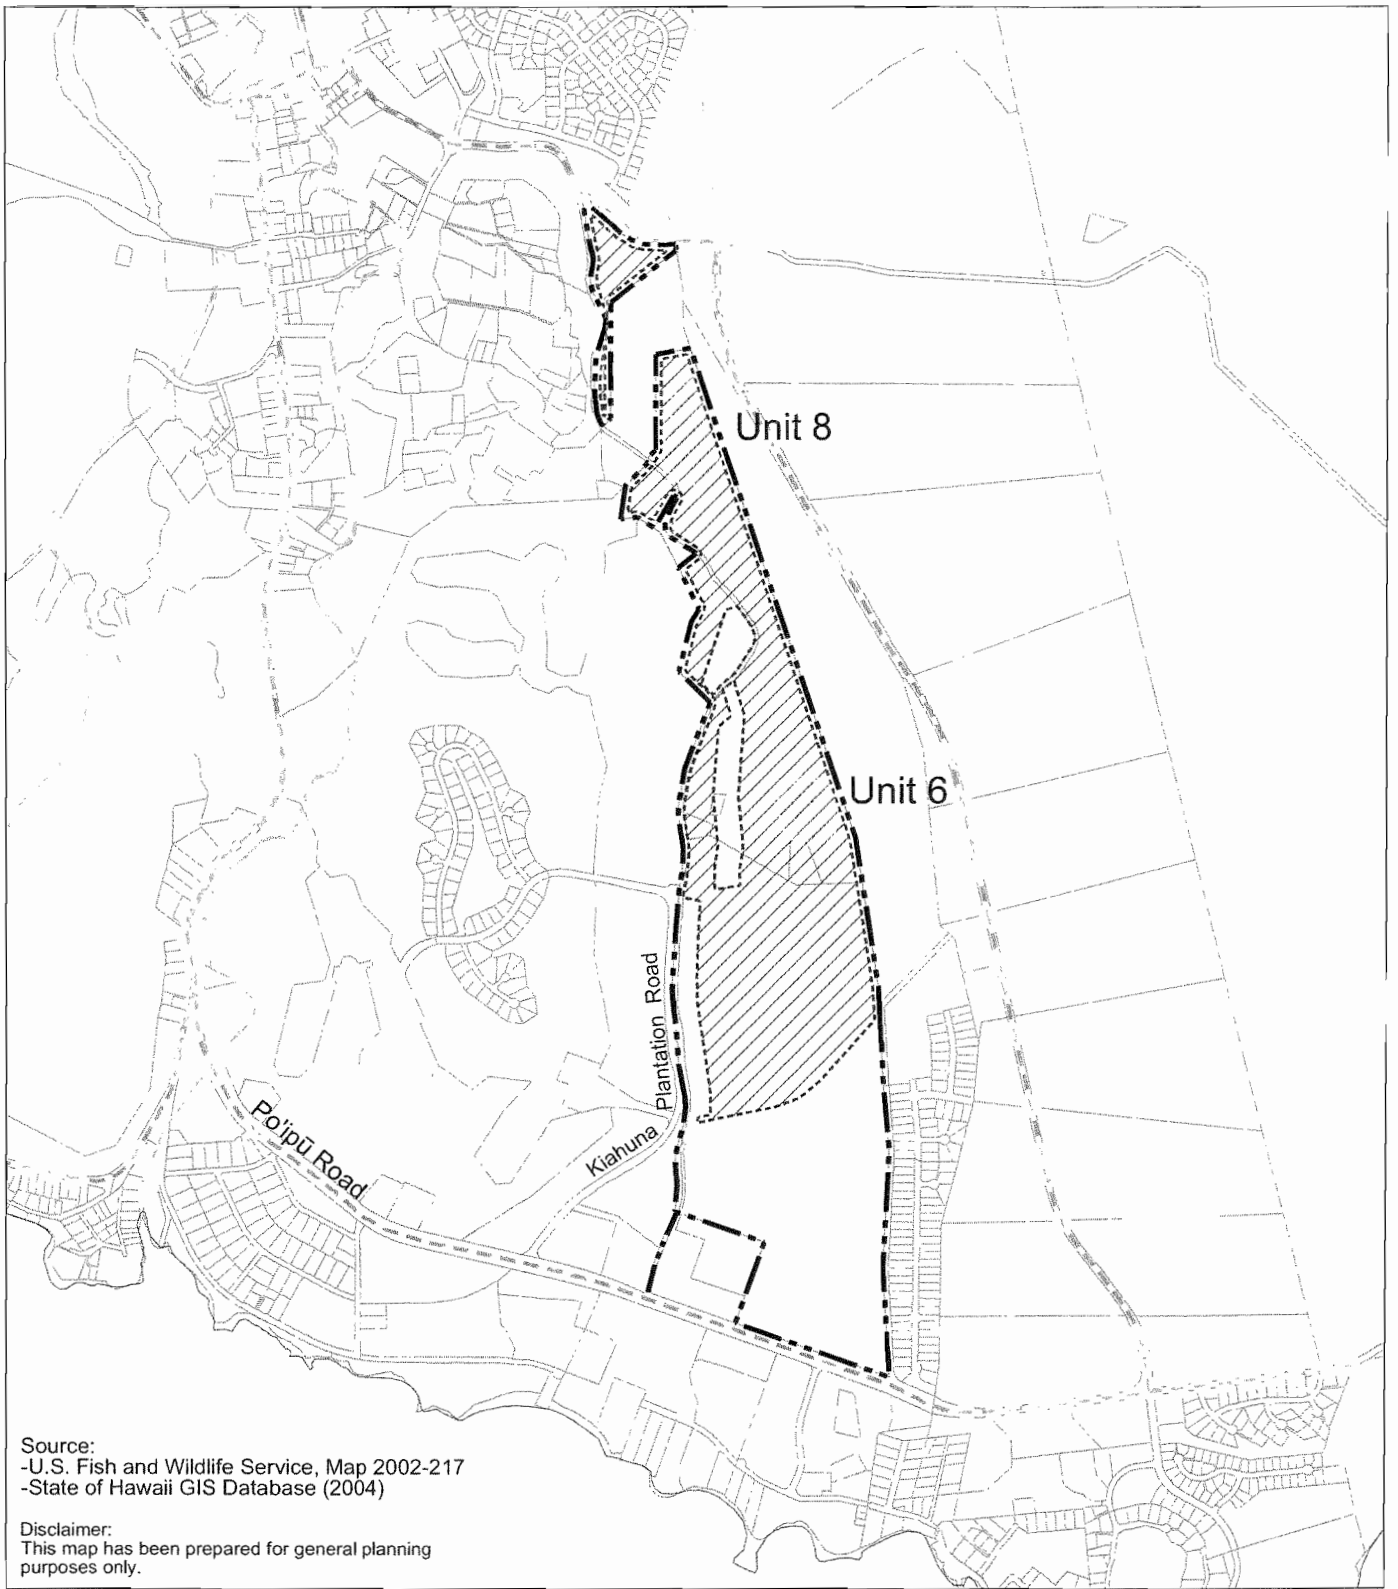 Unit 8
Unit 6
Plantation Road
Kiahuna
Po'ipū Road
Source:
-U.S. Fish and Wildlife Service, Map 2002-217
-State of Hawaii GIS Database (2004)
Disclaimer:
This map has been prepared for general planning
purposes only.